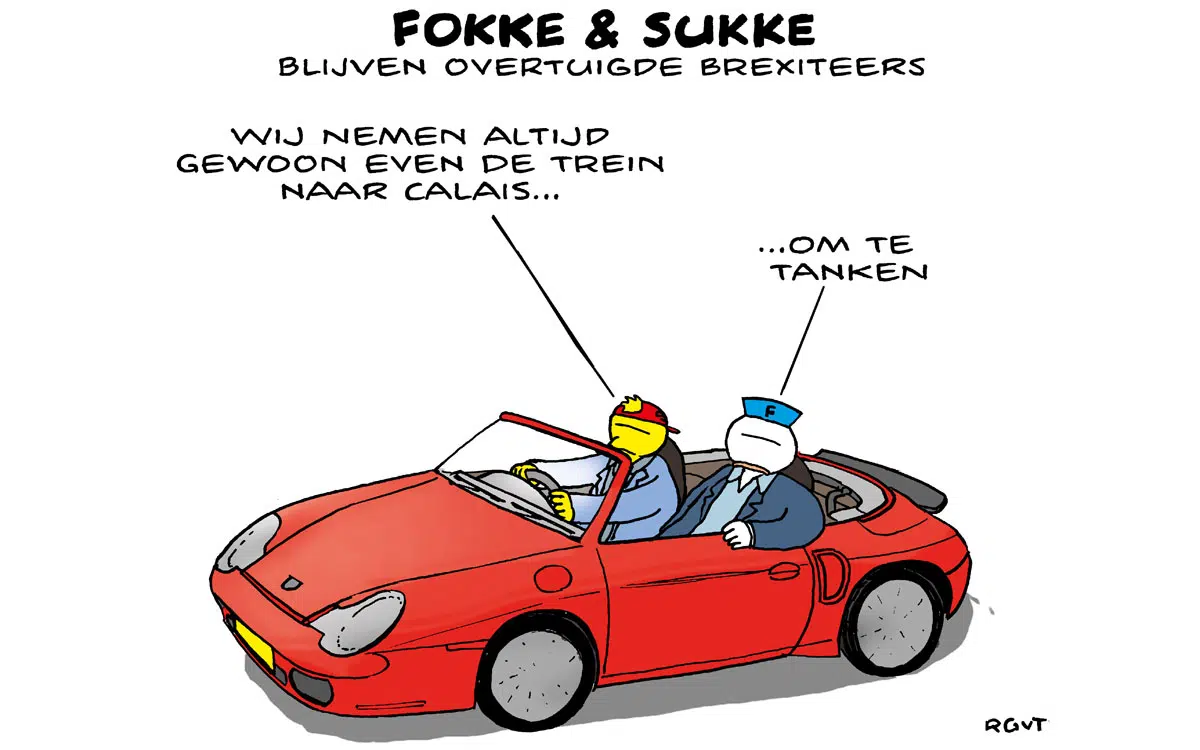 FOKKE & SUKKE
BLIJVEN OVERTUIGDE BREXITEERS
WIJ NEMEN ALTIJD
GEWOON EVEN DE TREIN
NAAR CALAIS...
...OM TE
TANKEN
F
RGVT